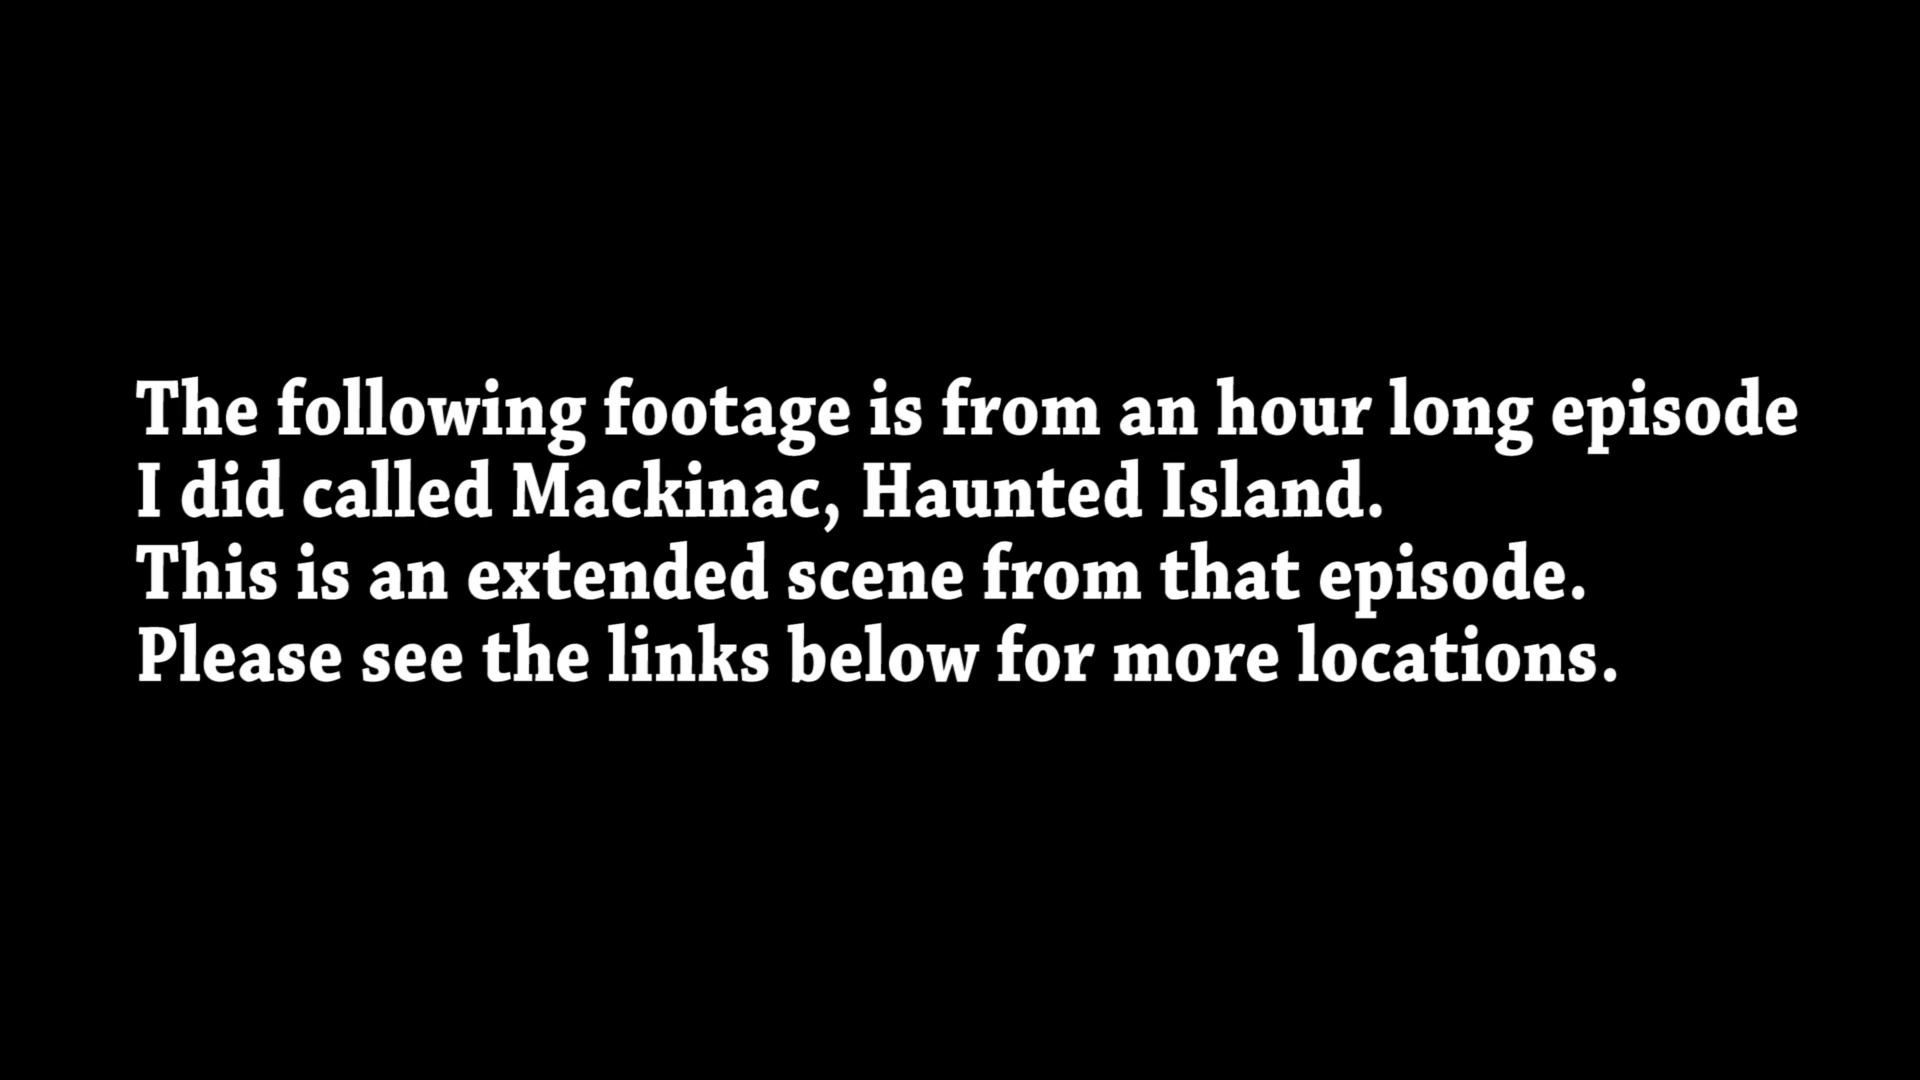 The following footage is from an hour long episode
I did called Mackinac, Haunted Island.
This is an extended scene from that episode.
Please see the links below for more locations.